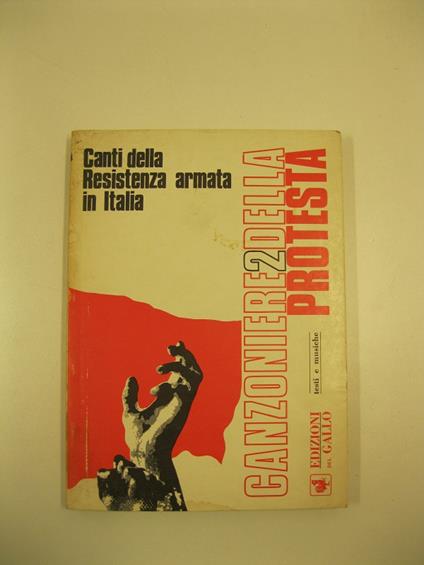 Canti della
Resistenza armata
in Italia
CANZONIERE 2 DELLA
PROTESTA
testi e musiche
EDIZIONI
DEL GALLO